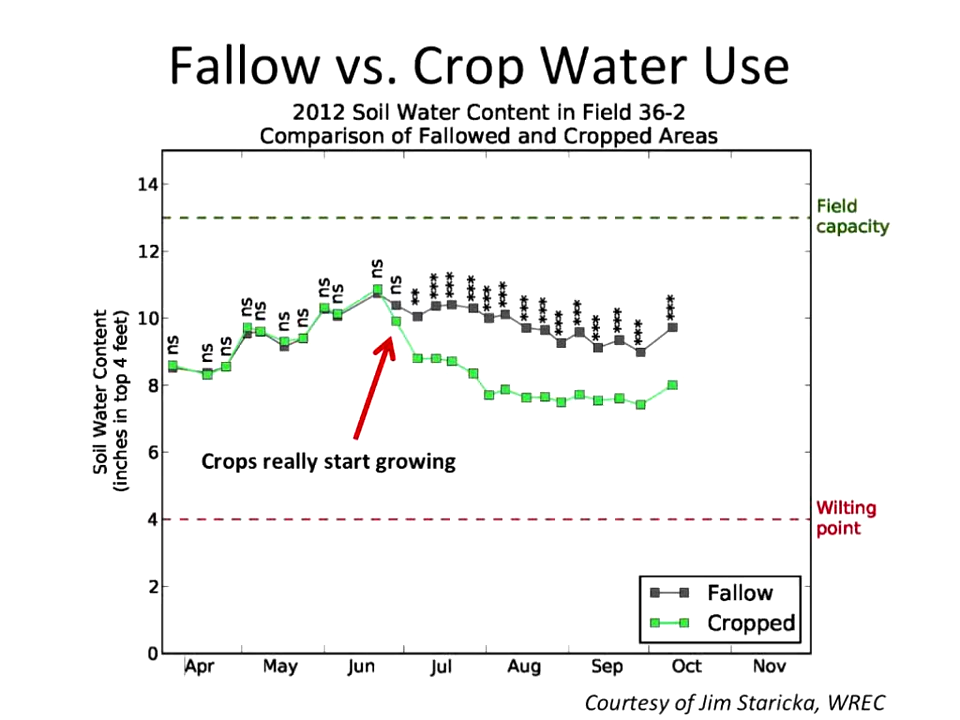 Fallow vs. Crop Water Use
2012 Soil Water Content in Field 36-2
Comparison of Fallowed and Cropped Areas
Soil Water Content
(inches in top 4 feet)
14
12
10
8
6
4
2
0
ns ns ns ns ns ns ns ns ns ns ns ** *** *** *** *** *** *** *** *** *** *** *** *** ***
Field
capacity
Crops really start growing
Wilting
point
Fallow
Cropped
Apr May Jun Jul Aug Sep Oct Nov
Courtesy of Jim Staricka, WREC